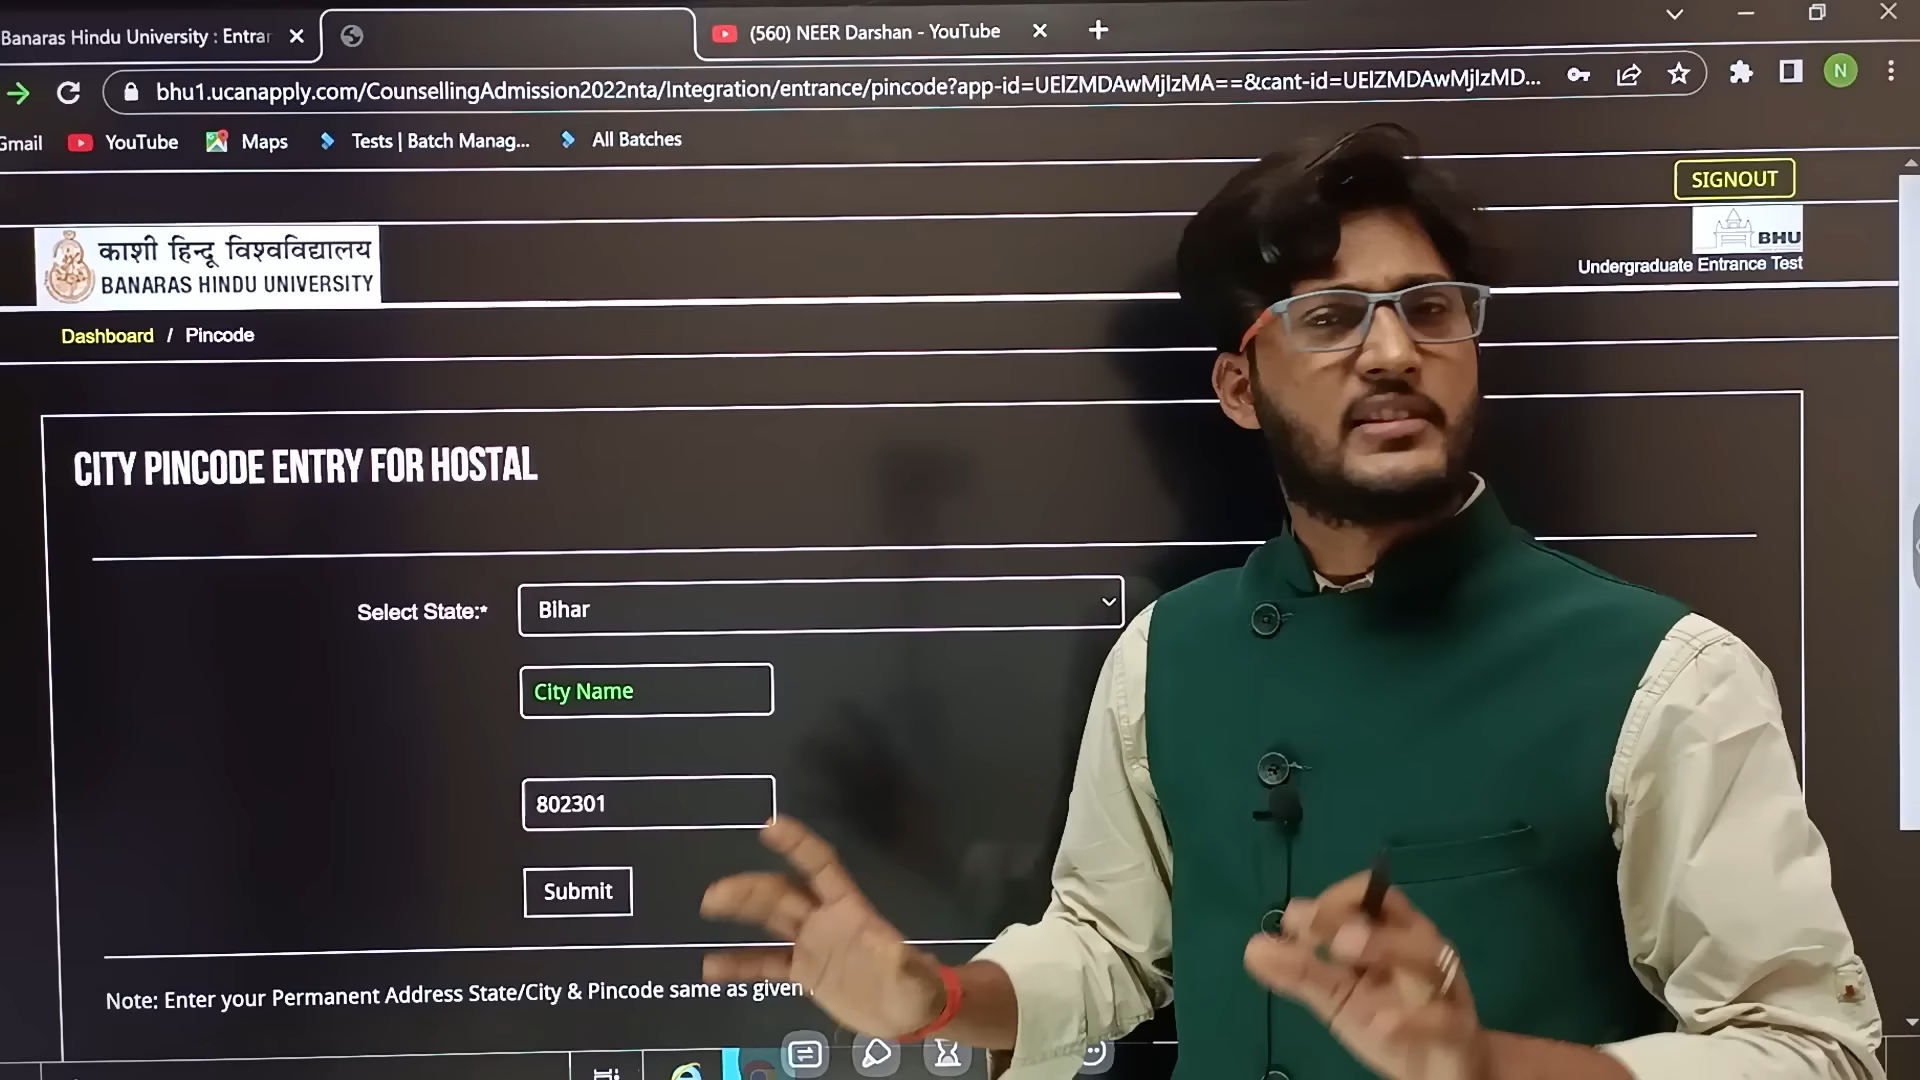 Banaras Hindu University : Entrar
(560) NEER Darshan - YouTube
bhu1.ucanapply.com/CounsellingAdmission2022nta/Integration/entrance/pincode?app-id=UElZMDAwMjIzMA==&cant-id=UElZMDAwMjIzMD...
N
Gmail
YouTube
Maps
Tests | Batch Manag...
All Batches
SIGNOUT
काशी हिन्दू विश्वविद्यालय
BANARAS HINDU UNIVERSITY
BHU
Undergraduate Entrance Test
Dashboard / Pincode
CITY PINCODE ENTRY FOR HOSTAL
Select State:*
Bihar
City Name
802301
Submit
Note: Enter your Permanent Address State/City & Pincode same as given